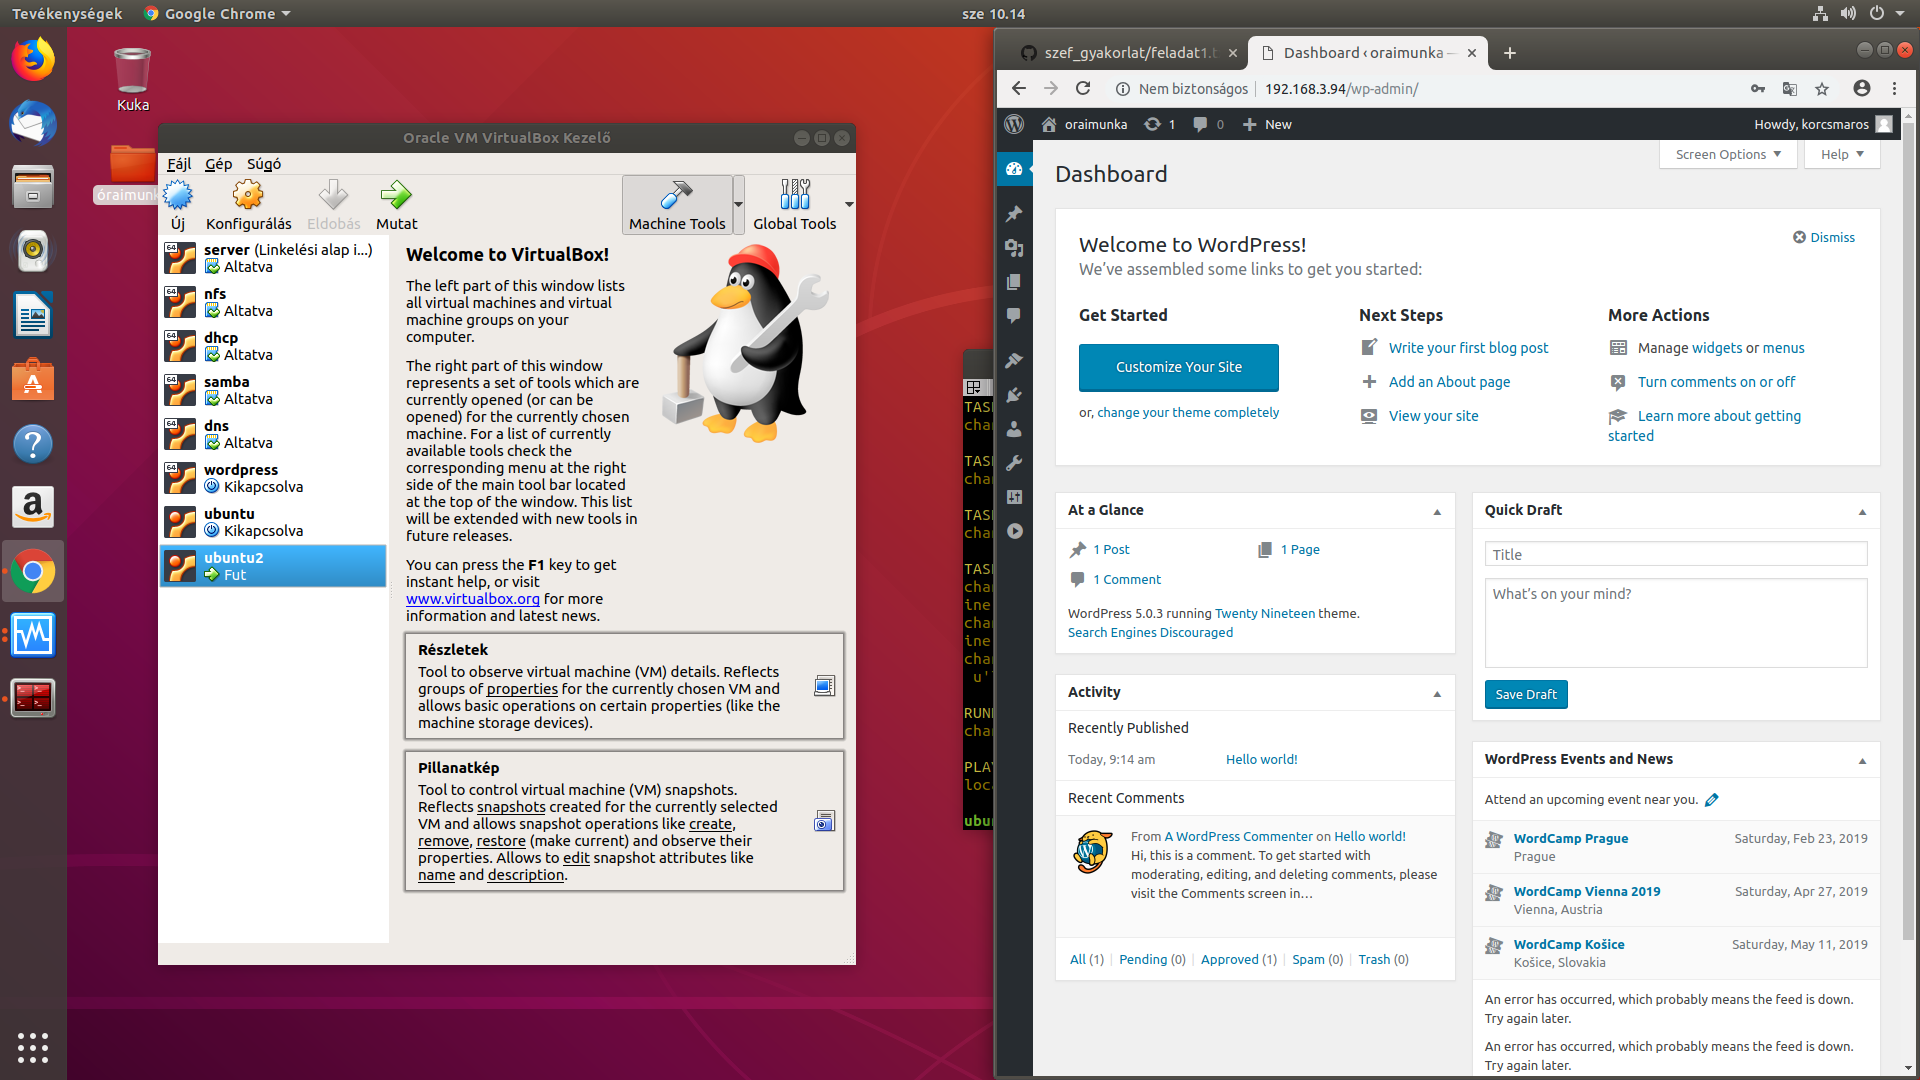 Tevékenységek
Google Chrome
sze 10.14
Kuka
óraimun
Oracle VM VirtualBox Kezelő
Fájl Gép Súgó
Új
Konfigurálás
Eldobás
Mutat
Machine Tools
Global Tools
64
server (Linkelési alap i...)
Altatva
64
nfs
Altatva
64
dhcp
Altatva
64
samba
Altatva
64
dns
Altatva
64
wordpress
Kikapcsolva
ubuntu
Kikapcsolva
ubuntu2
Fut
Welcome to VirtualBox!
The left part of this window lists
all virtual machines and virtual
machine groups on your
computer.
The right part of this window
represents a set of tools which are
currently opened (or can be
opened) for the currently chosen
machine. For a list of currently
available tools check the
corresponding menu at the right
side of the main tool bar located
at the top of the window. This list
will be extended with new tools in
future releases.
You can press the F1 key to get
instant help, or visit
www.virtualbox.org for more
information and latest news.
Részletek
Tool to observe virtual machine (VM) details. Reflects
groups of properties for the currently chosen VM and
allows basic operations on certain properties (like the
machine storage devices).
Pillanatkép
Tool to control virtual machine (VM) snapshots.
Reflects snapshots created for the currently selected
VM and allows snapshot operations like create,
remove, restore (make current) and observe their
properties. Allows to edit snapshot attributes like
name and description.
TAS
cha
TAS
cha
TAS
cha
TAS
cha
ine
cha
ine
cha
u'
RUN
cha
PLA
loc
ubu
szef_gyakorlat/feladat1.t
Dashboard ‹ oraimunka —
Nem biztonságos
192.168.3.94/wp-admin/
oraimunka
1
0
New
Howdy, korcsmaros
Screen Options
Help
Dashboard
Welcome to WordPress!
Dismiss
We've assembled some links to get you started:
Get Started
Customize Your Site
or, change your theme completely
Next Steps
Write your first blog post
Add an About page
View your site
More Actions
Manage widgets or menus
Turn comments on or off
Learn more about getting
started
At a Glance
1 Post
1 Page
1 Comment
WordPress 5.0.3 running Twenty Nineteen theme.
Search Engines Discouraged
Activity
Recently Published
Today, 9:14 am
Hello world!
Recent Comments
From A WordPress Commenter on Hello world!
Hi, this is a comment. To get started with
moderating, editing, and deleting comments, please
visit the Comments screen in…
All (1) | Pending (0) | Approved (1) | Spam (0) | Trash (0)
Quick Draft
Title
What's on your mind?
Save Draft
WordPress Events and News
Attend an upcoming event near you.
WordCamp Prague
Saturday, Feb 23, 2019
Prague
WordCamp Vienna 2019
Saturday, Apr 27, 2019
Vienna, Austria
WordCamp Košice
Saturday, May 11, 2019
Košice, Slovakia
An error has occurred, which probably means the feed is down.
Try again later.
An error has occurred, which probably means the feed is down.
Try again later.